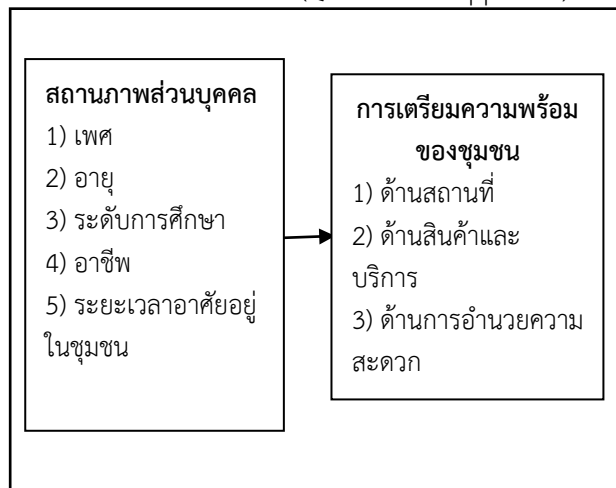 สถานภาพส่วนบุคคล
1) เพศ
2) อายุ
3) ระดับการศึกษา
4) อาชีพ
5) ระยะเวลาอาศัยอยู่
ในชุมชน
การเตรียมความพร้อม
ของชุมชน
1) ด้านสถานที่
2) ด้านสินค้าและ
บริการ
3) ด้านการอำนวยความ
สะดวก